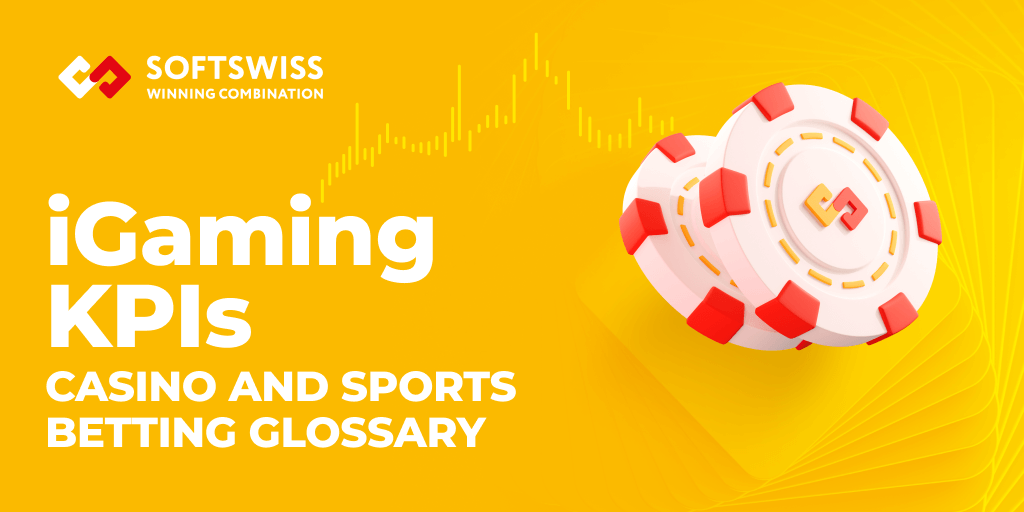 SOFTSWISS
WINNING COMBINATION
iGaming
KPIs
CASINO AND SPORTS
BETTING GLOSSARY